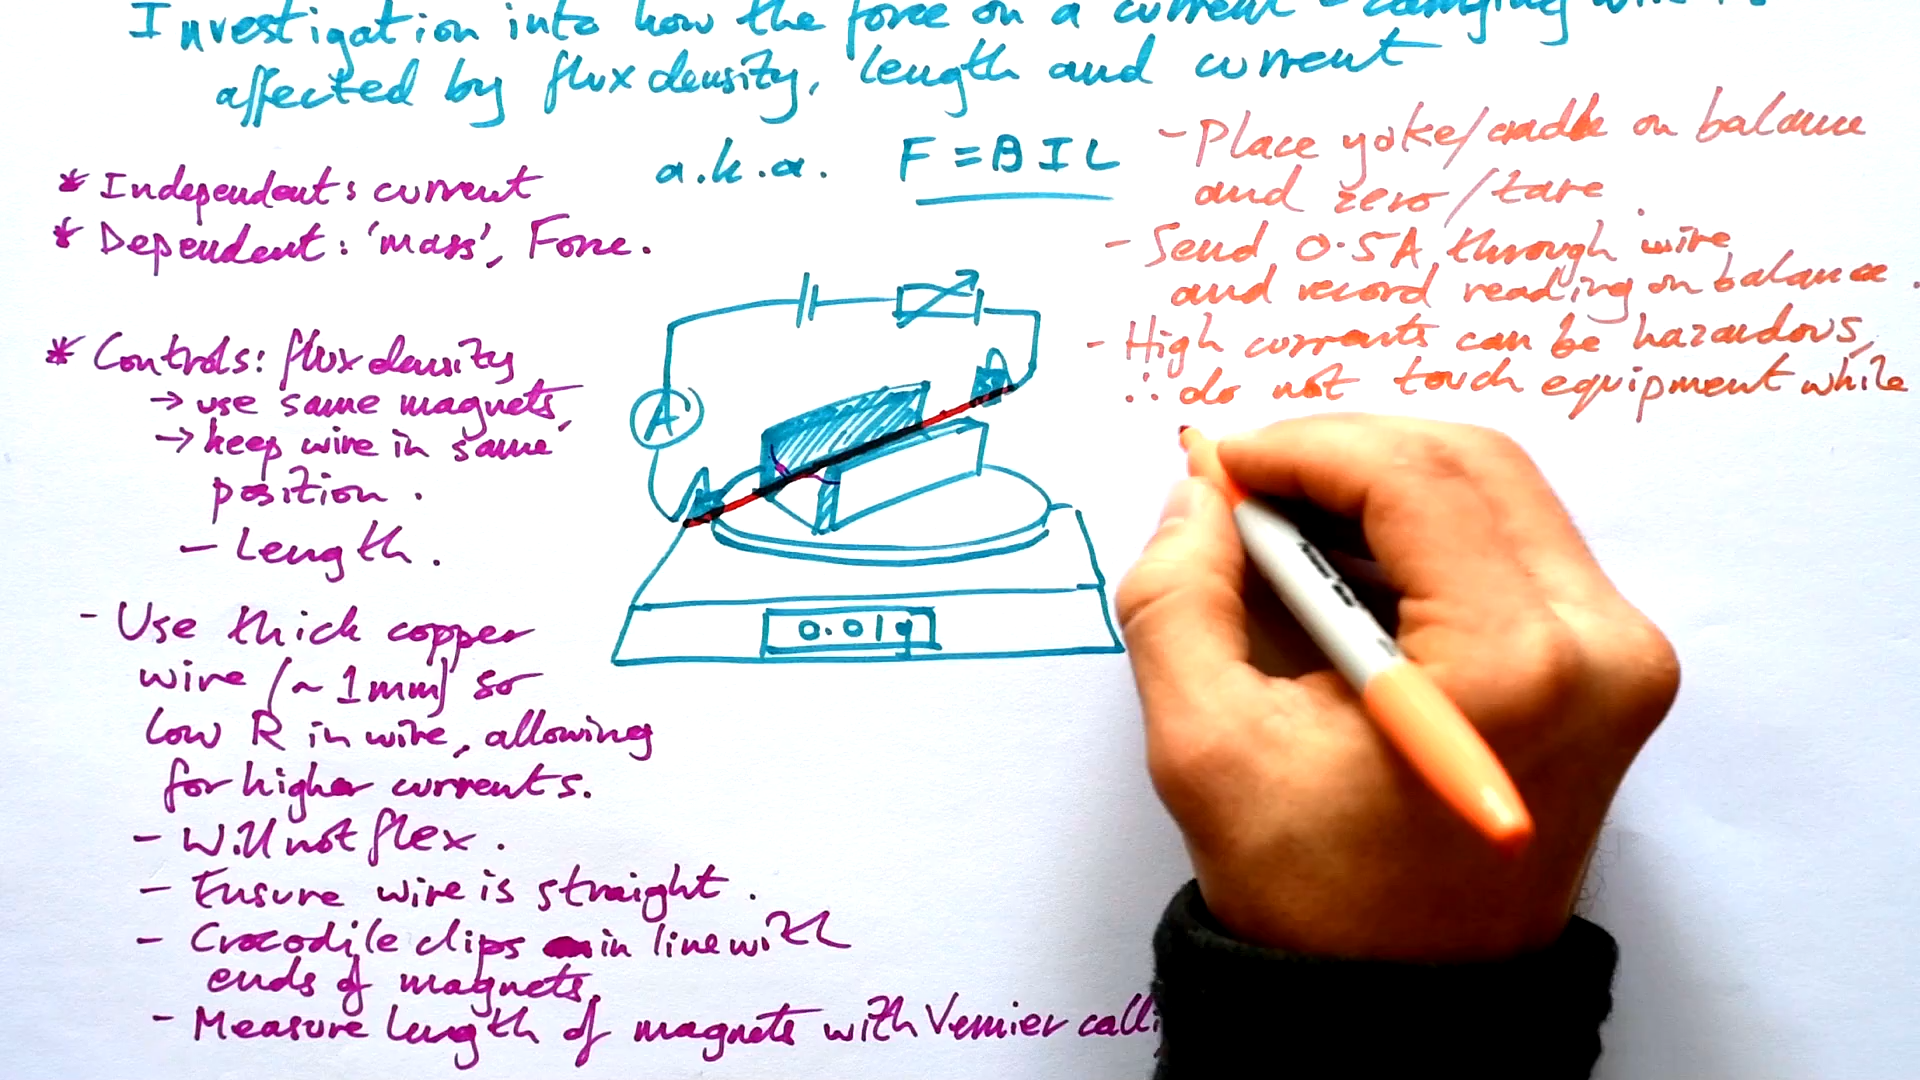 Investigation into how the force on a current-carrying wire is
affected by flux density, length and current
a.k.a. F = BIL
* Independent: current
* Dependent: 'mass', Force.
* Controls: flux density
→ use same magnets,
→ keep wire in same
position.
- Length.
- Use thick copper
wire (~1mm) so
low R in wire, allowing
for higher currents.
- Will not flex.
- Ensure wire is straight.
- Crocodile clips in line with
ends of magnets.
- Measure length of magnets with Vernier calli
A
0.01g
- Place yoke/cradle on balance
and zero/tare
- Send 0.5A through wire
and record reading on balance.
- High currents can be hazardous,
∴ do not touch equipment while